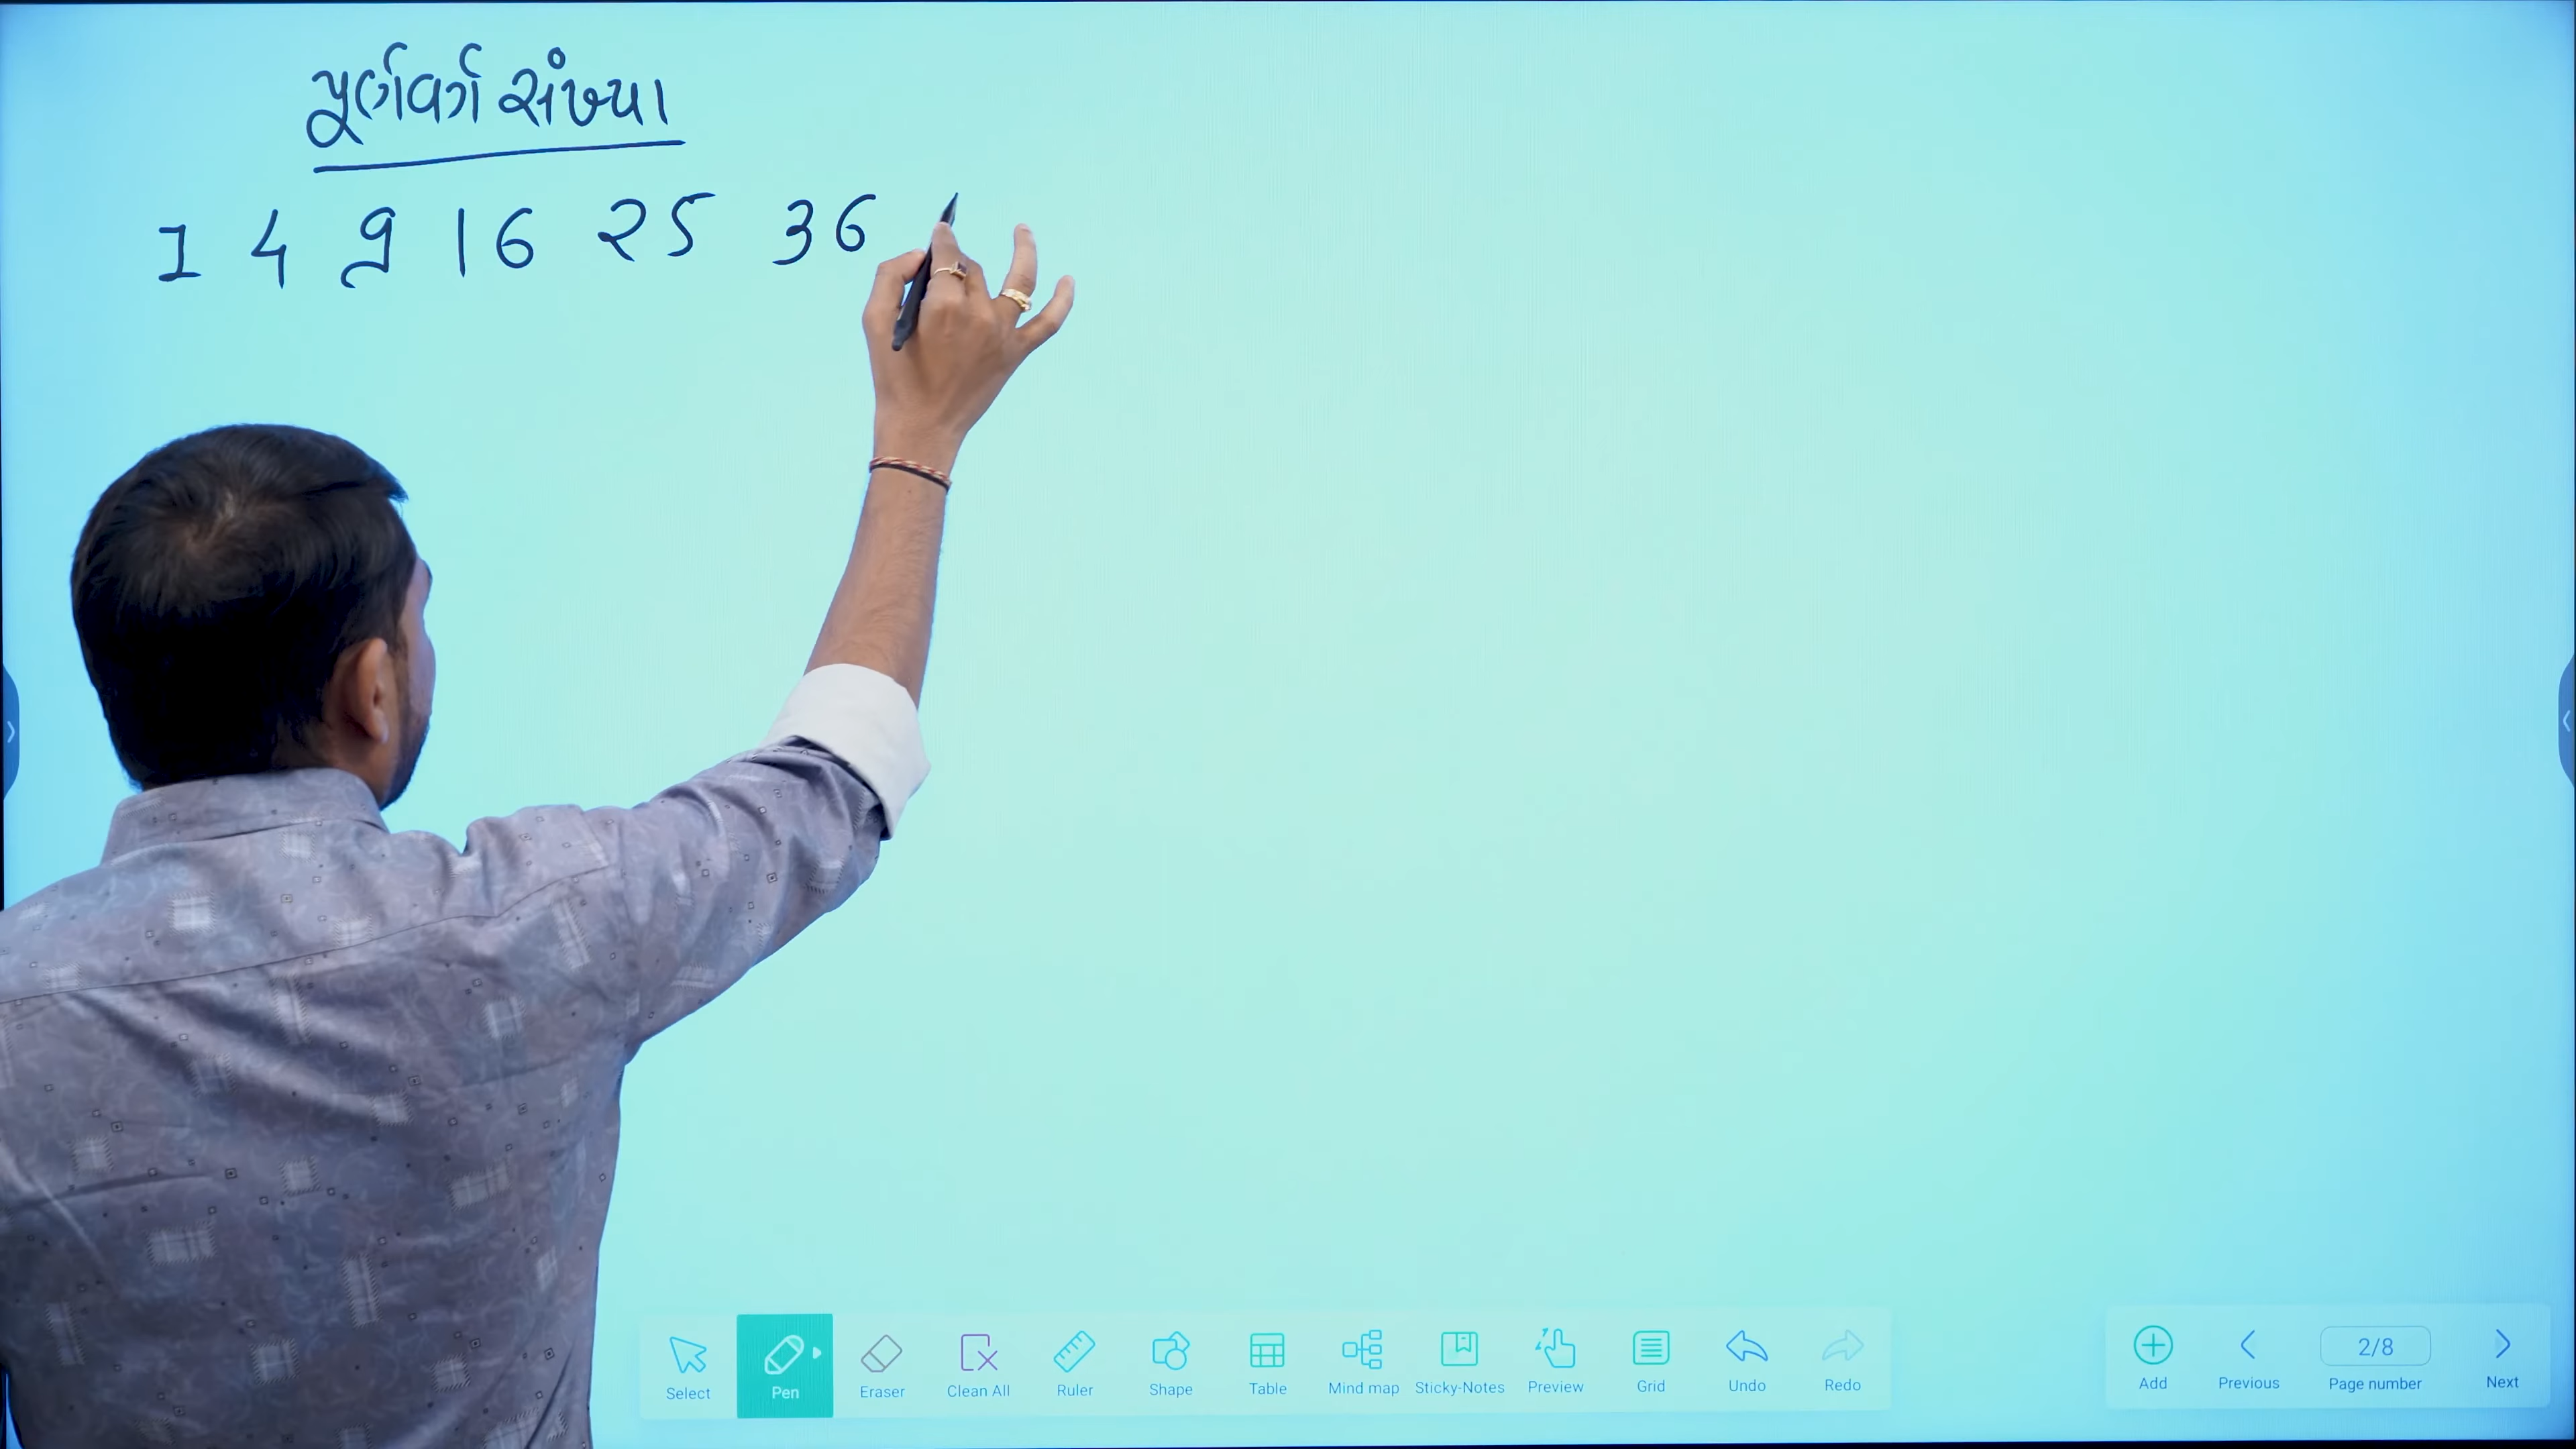 પૂર્ણવર્ગ સંખ્યા
1 4 9 16 25 36
Select Pen Eraser Clean All Ruler Shape Table Mind map Sticky-Notes Preview Grid Undo Redo
Add Previous 2/8 Page number Next